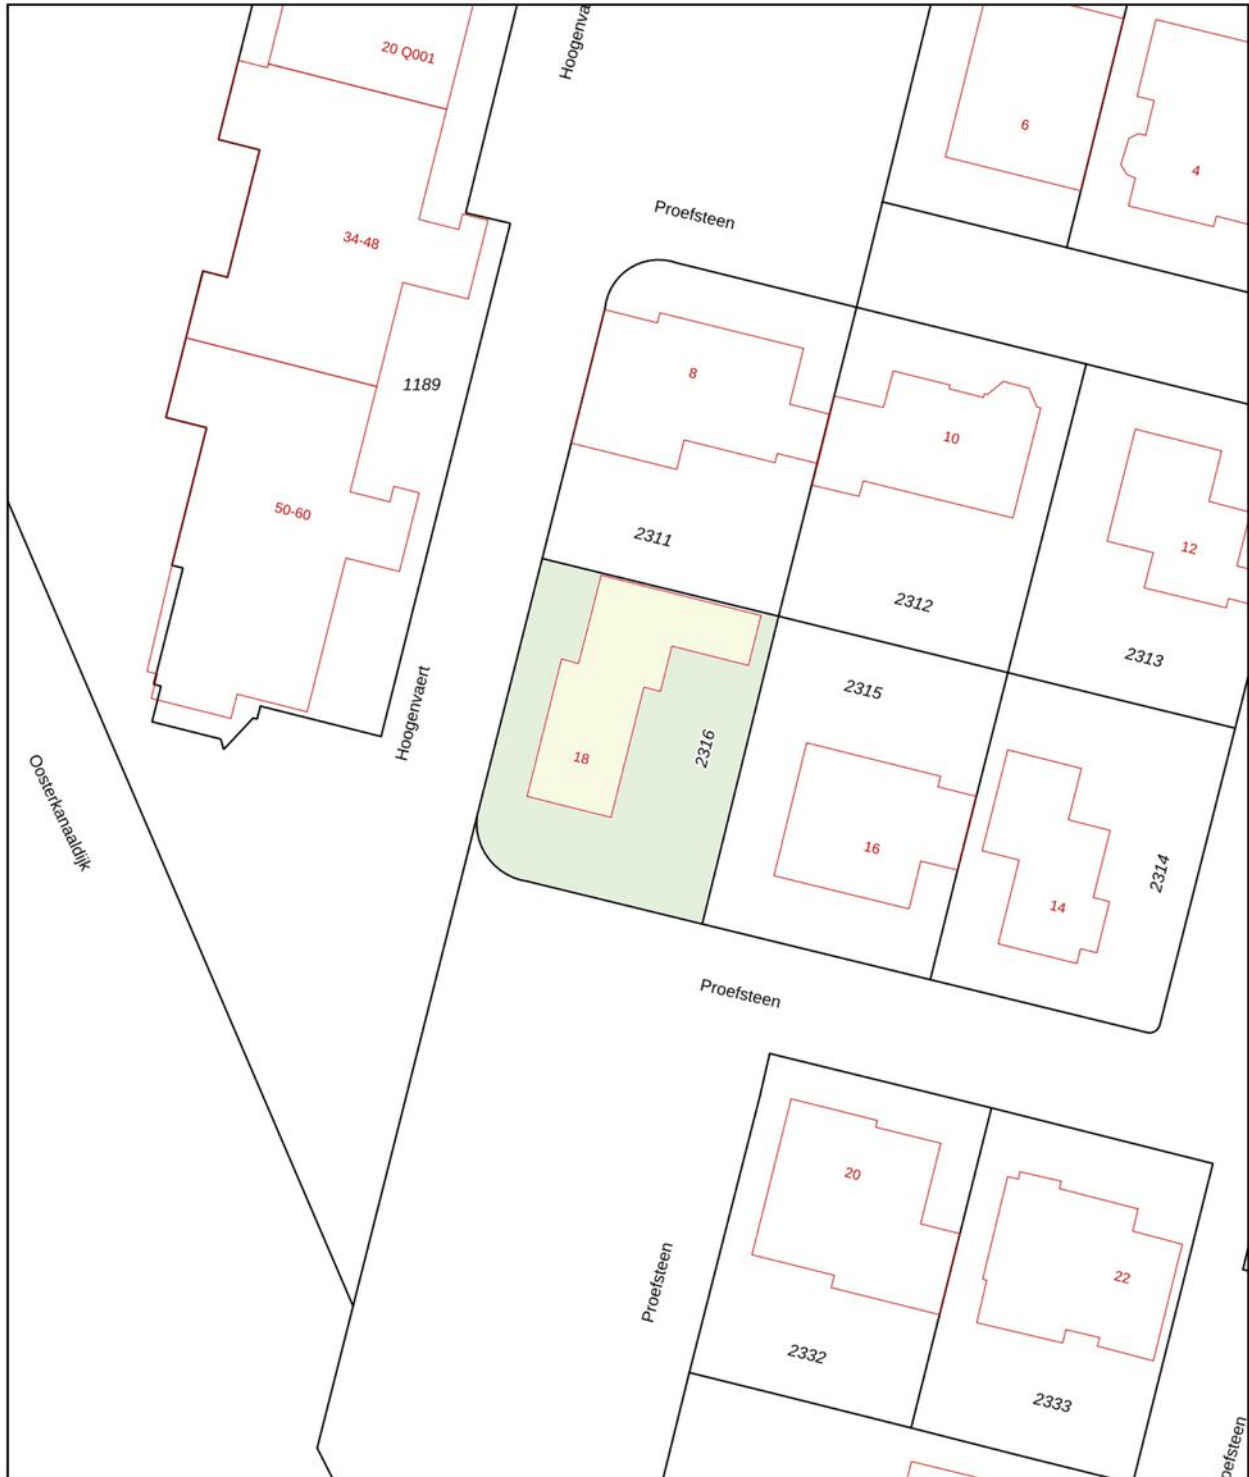 Hoogenva
20 Q001
6
4
Proefsteen
34-48
8
1189
10
50-60
2311
12
2312
2313
2315
Hoogenvaert
2316
18
Oosterkanaaldijk
16
2314
14
Proefsteen
20
Proefsteen
22
2332
2333
oefsteen